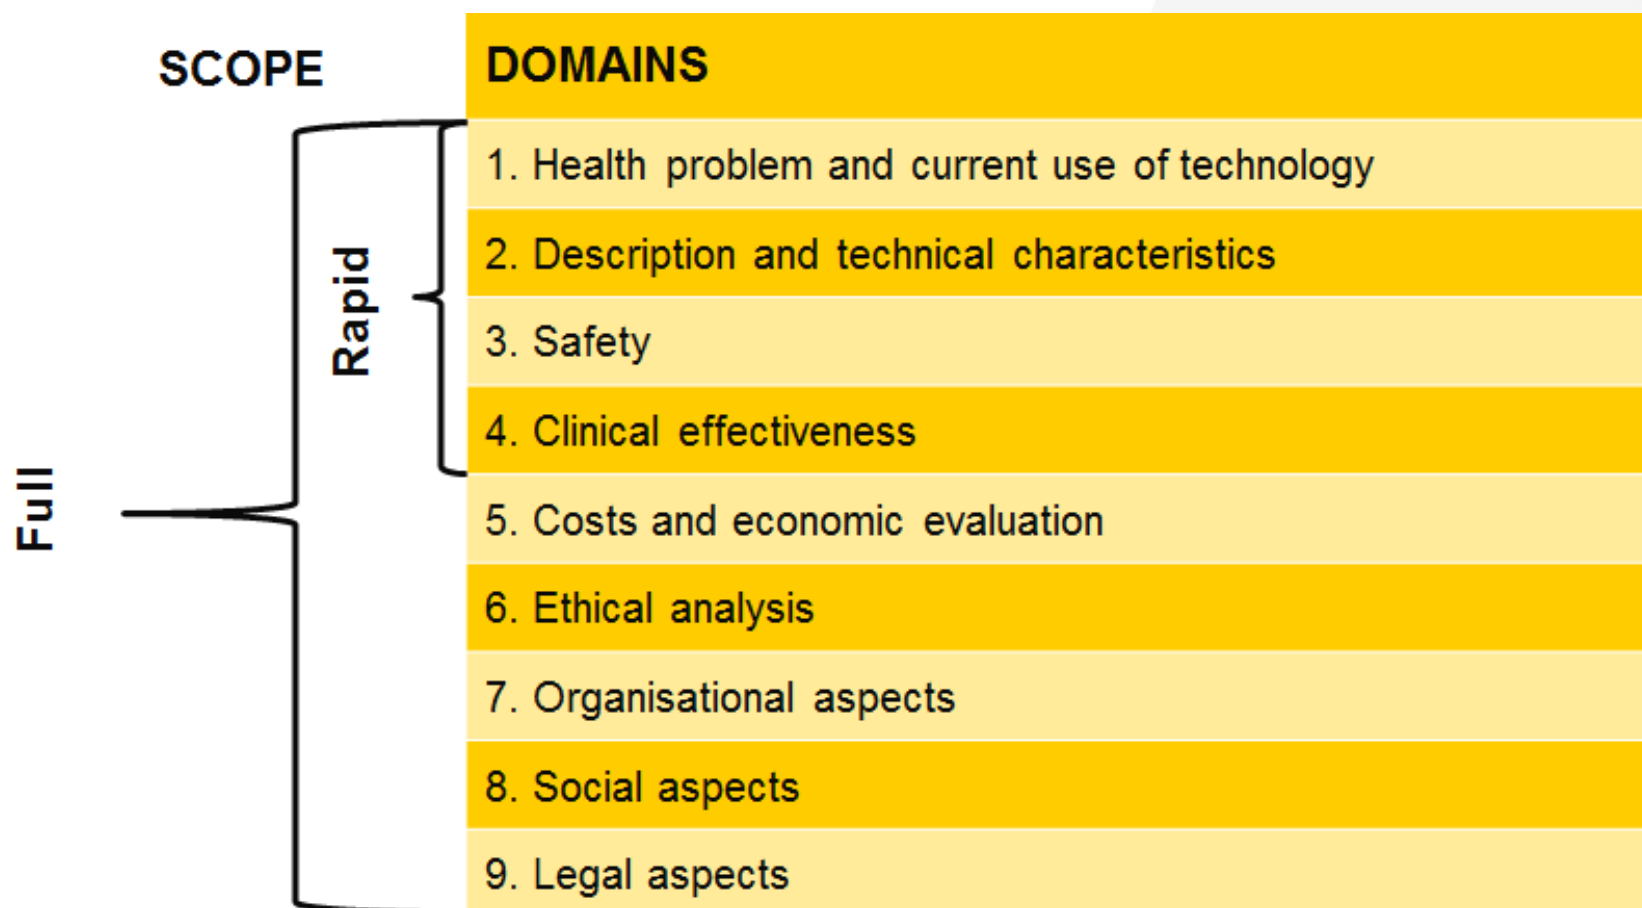 SCOPE
DOMAINS
Full
Rapid
1. Health problem and current use of technology
2. Description and technical characteristics
3. Safety
4. Clinical effectiveness
5. Costs and economic evaluation
6. Ethical analysis
7. Organisational aspects
8. Social aspects
9. Legal aspects